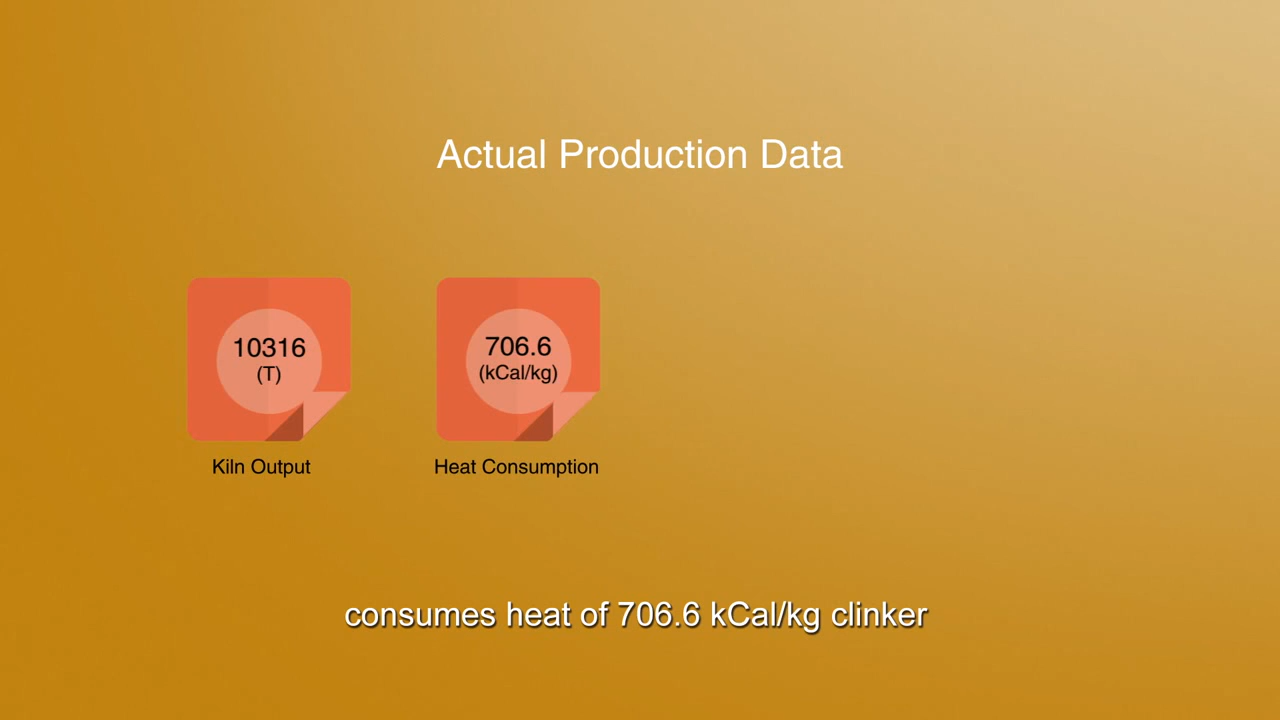 Actual Production Data
10316
(T)
706.6
(kCal/kg)
Kiln Output
Heat Consumption
consumes heat of 706.6 kCal/kg clinker